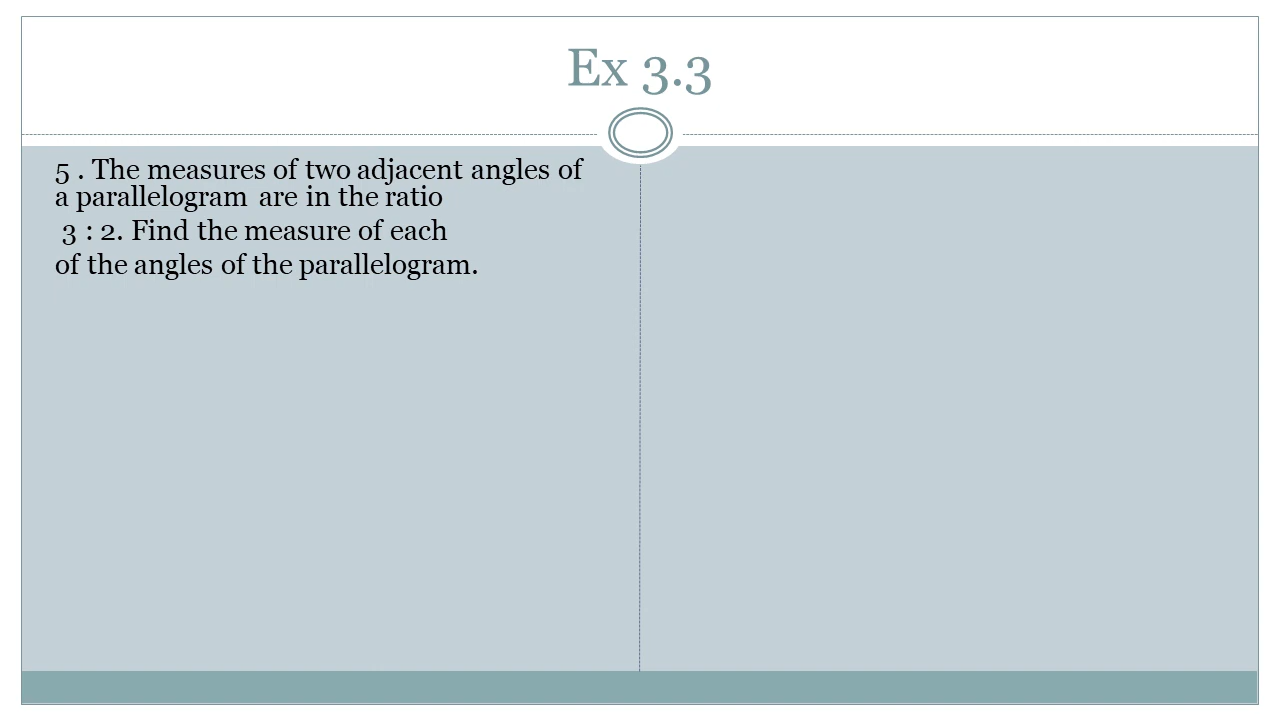 Ex 3.3
5 . The measures of two adjacent angles of
a parallelogram are in the ratio
3 : 2. Find the measure of each
of the angles of the parallelogram.